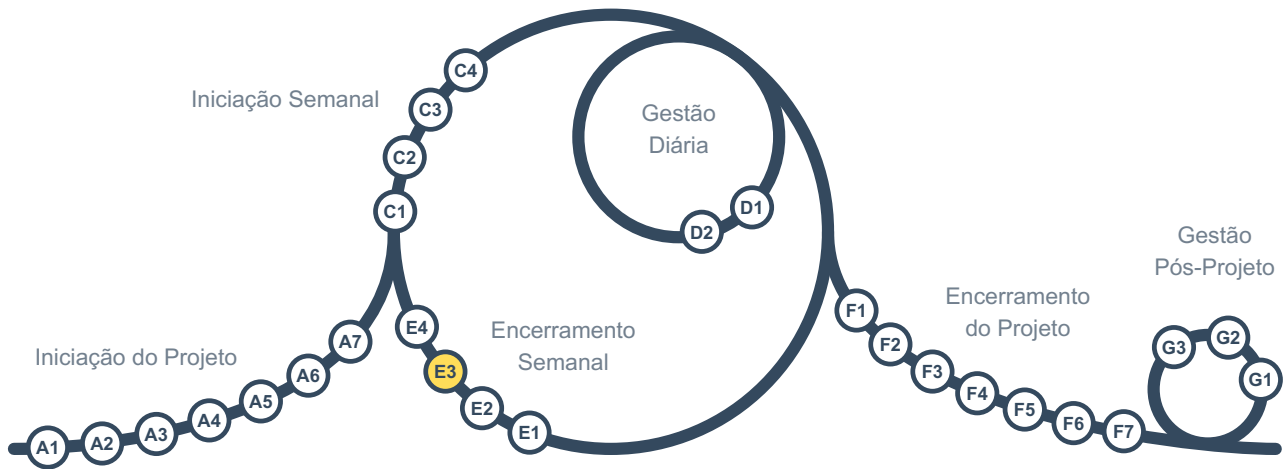 Iniciação do Projeto
A1
A2
A3
A4
A5
A6
A7
Iniciação Semanal
C1
C2
C3
C4
Gestão
Diária
D1
D2
Encerramento
Semanal
E1
E2
E3
E4
Encerramento
do Projeto
F1
F2
F3
F4
F5
F6
F7
Gestão
Pós-Projeto
G1
G2
G3